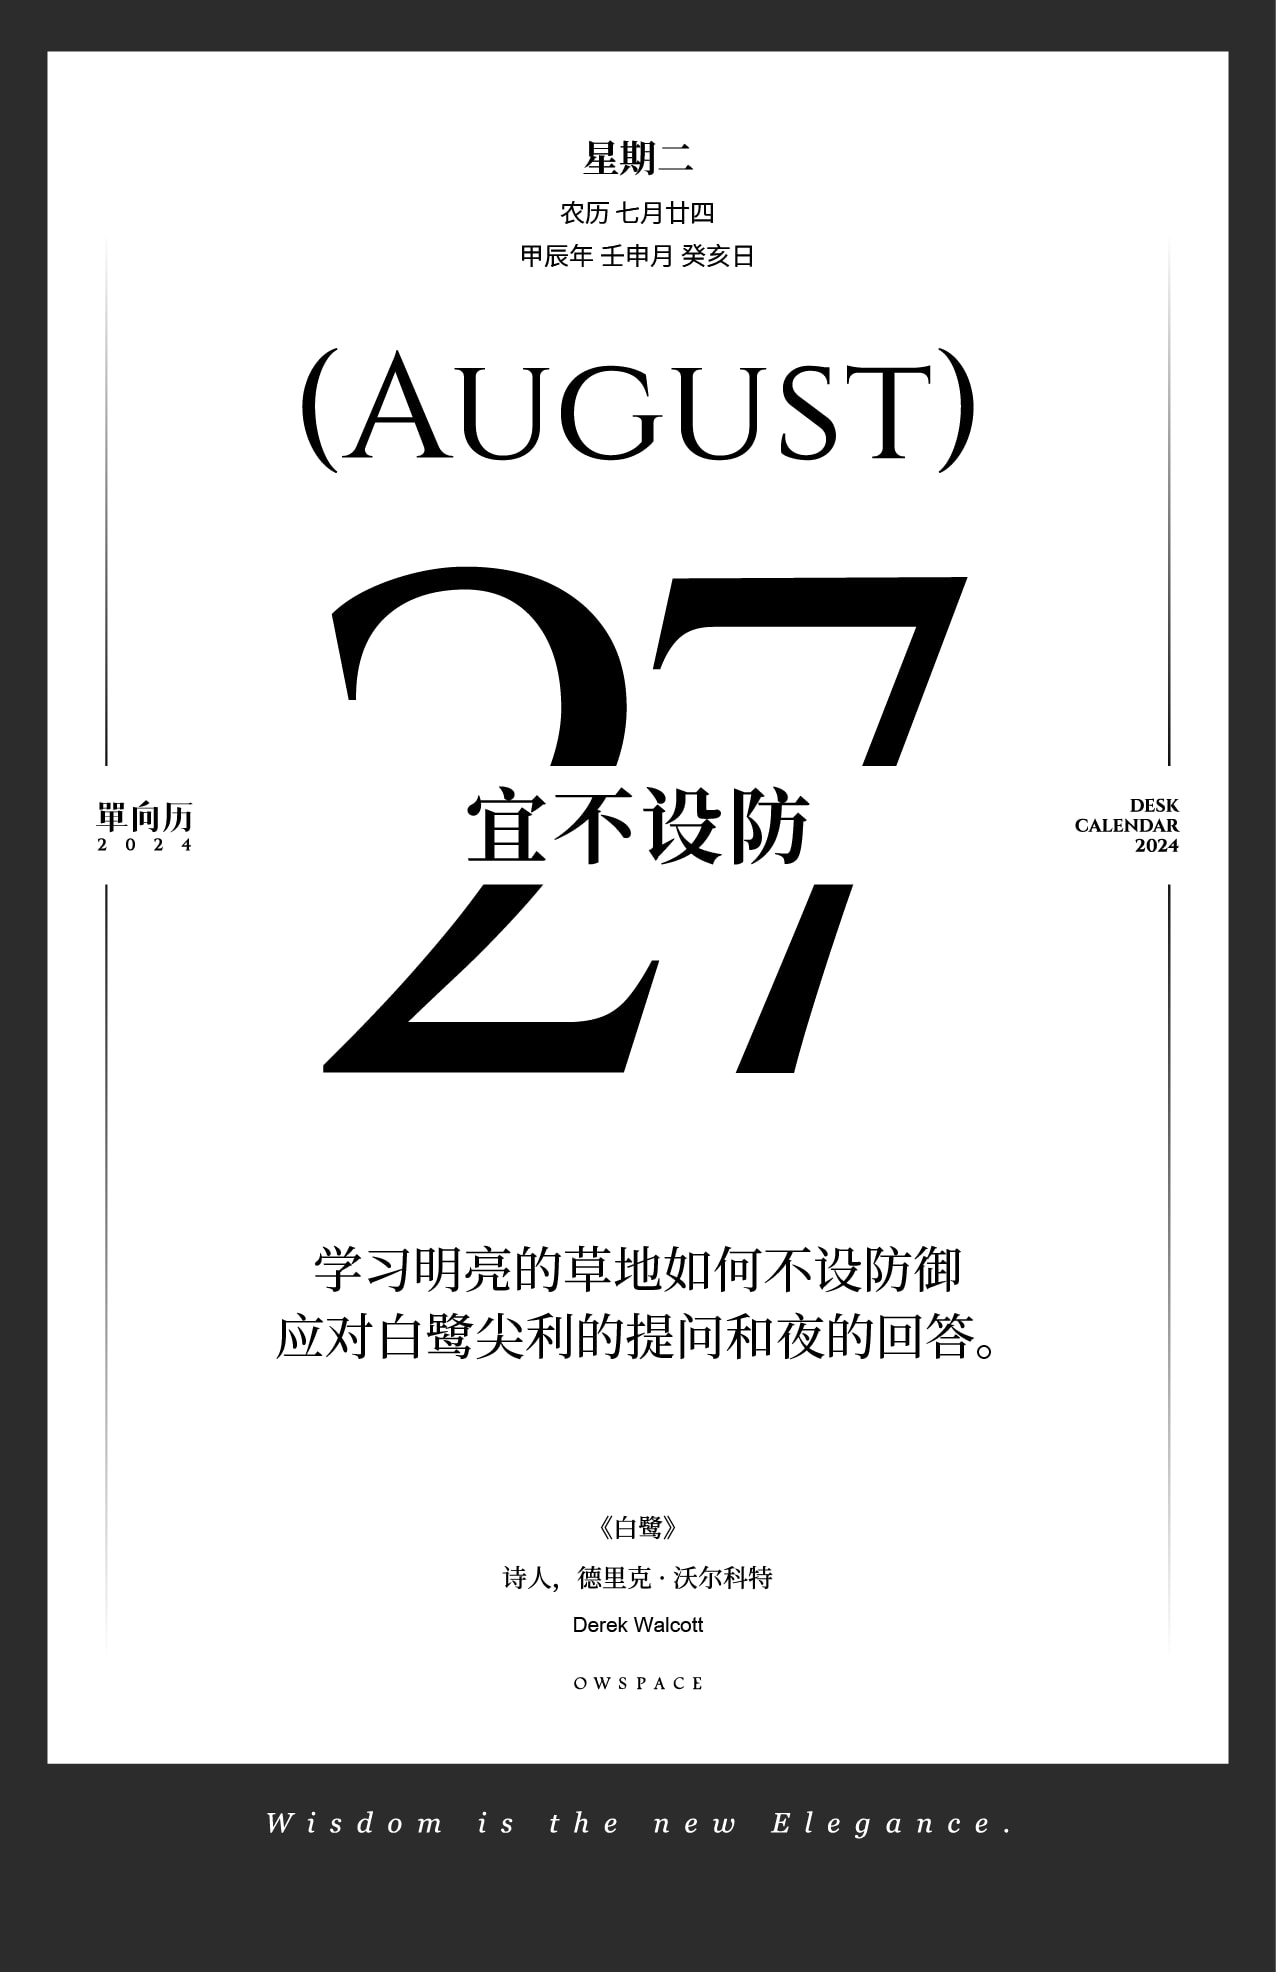 星期二
农历 七月廿四
甲辰年 壬申月 癸亥日
(AUGUST)
27
單向历
2024
宜不设防
DESK
CALENDAR
2024
学习明亮的草地如何不设防御
应对白鹭尖利的提问和夜的回答。
《白鹭》
诗人，德里克·沃尔科特
Derek Walcott
OWSPACE
Wisdom is the new Elegance.